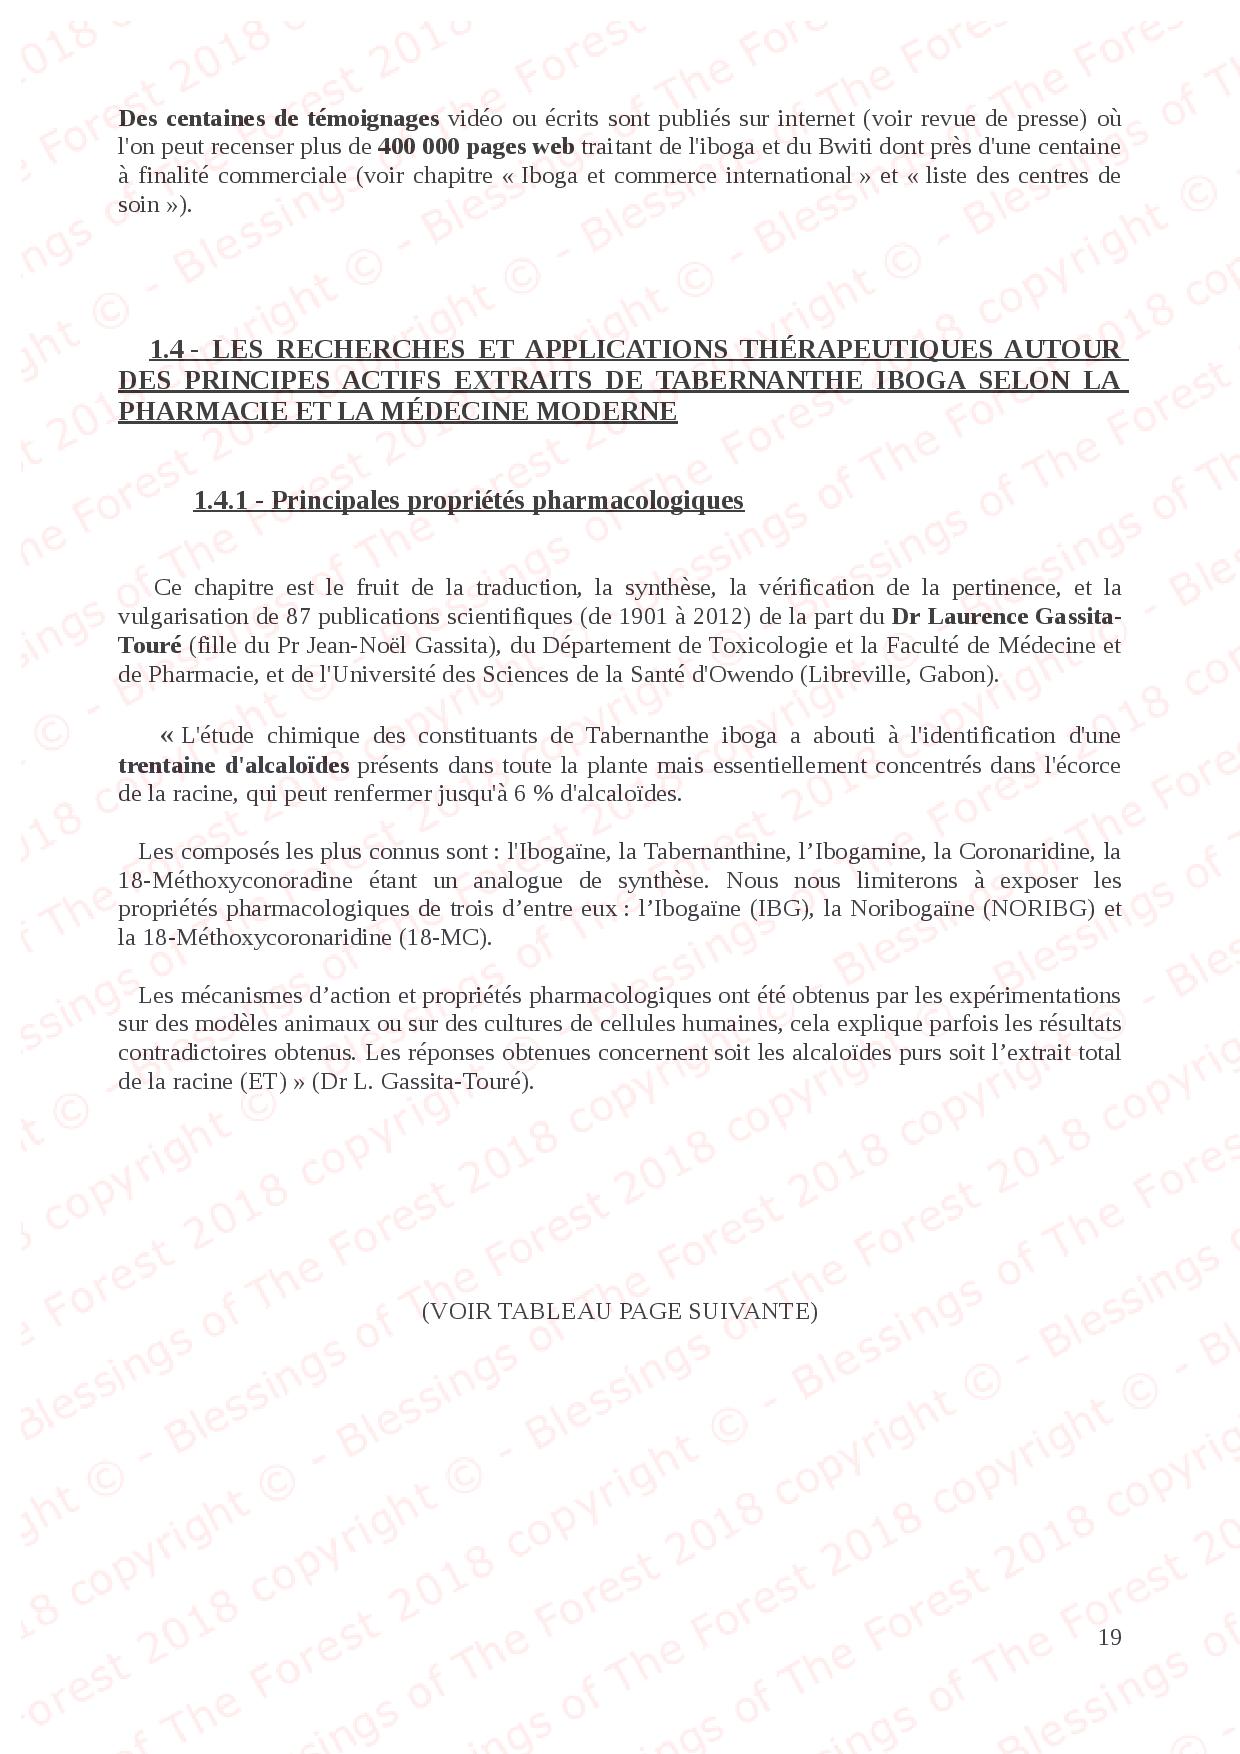 Des centaines de témoignages vidéo ou écrits sont publiés sur internet (voir revue de presse) où
l'on peut recenser plus de 400 000 pages web traitant de l'iboga et du Bwiti dont près d'une centaine
à finalité commerciale (voir chapitre « Iboga et commerce international » et « liste des centres de
soin »).
1.4 - LES RECHERCHES ET APPLICATIONS THÉRAPEUTIQUES AUTOUR
DES PRINCIPES ACTIFS EXTRAITS DE TABERNANTHE IBOGA SELON LA
PHARMACIE ET LA MÉDECINE MODERNE
1.4.1 - Principales propriétés pharmacologiques
Ce chapitre est le fruit de la traduction, la synthèse, la vérification de la pertinence, et la
vulgarisation de 87 publications scientifiques (de 1901 à 2012) de la part du Dr Laurence Gassita-
Touré (fille du Pr Jean-Noël Gassita), du Département de Toxicologie et la Faculté de Médecine et
de Pharmacie, et de l'Université des Sciences de la Santé d'Owendo (Libreville, Gabon).
« L'étude chimique des constituants de Tabernanthe iboga a abouti à l'identification d'une
trentaine d'alcaloïdes présents dans toute la plante mais essentiellement concentrés dans l'écorce
de la racine, qui peut renfermer jusqu'à 6 % d'alcaloïdes.
Les composés les plus connus sont : l'Ibogaïne, la Tabernanthine, l’Ibogamine, la Coronaridine, la
18-Méthoxyconoradine étant un analogue de synthèse. Nous nous limiterons à exposer les
propriétés pharmacologiques de trois d’entre eux : l’Ibogaïne (IBG), la Noribogaïne (NORIBG) et
la 18-Méthoxycoronaridine (18-MC).
Les mécanismes d’action et propriétés pharmacologiques ont été obtenus par les expérimentations
sur des modèles animaux ou sur des cultures de cellules humaines, cela explique parfois les résultats
contradictoires obtenus. Les réponses obtenues concernent soit les alcaloïdes purs soit l’extrait total
de la racine (ET) » (Dr L. Gassita-Touré).
(VOIR TABLEAU PAGE SUIVANTE)
19
Blessings of The Forest 2018 copyright © -